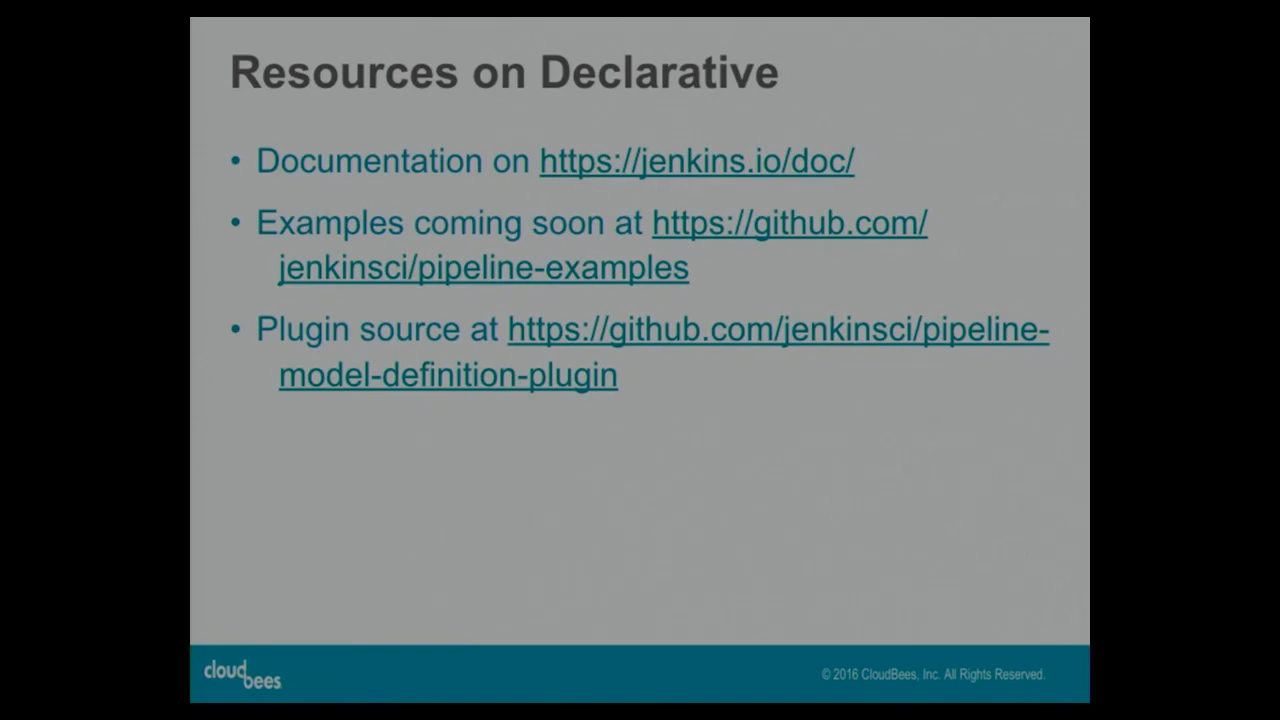 Resources on Declarative
• Documentation on https://jenkins.io/doc/
• Examples coming soon at https://github.com/
jenkinsci/pipeline-examples
• Plugin source at https://github.com/jenkinsci/pipeline-
model-definition-plugin
cloudbees
© 2016 CloudBees, Inc. All Rights Reserved.